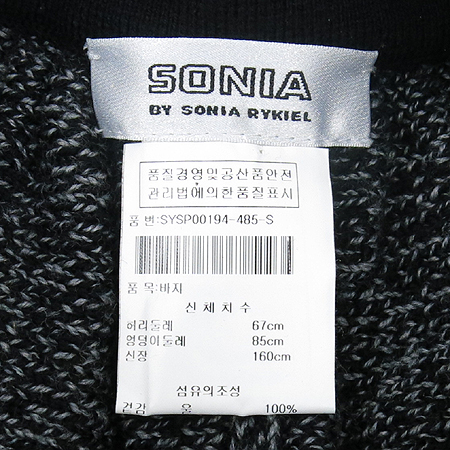 SONIA
BY SONIA RYKIEL
품질경영및공산품안전
관리법에의한품질표시
품 번:SYSP00194-485-S
품 목:바지
신체치수
허리둘레 67cm
엉덩이둘레 85cm
신장 160cm
섬유의조성
겉감 울 100%